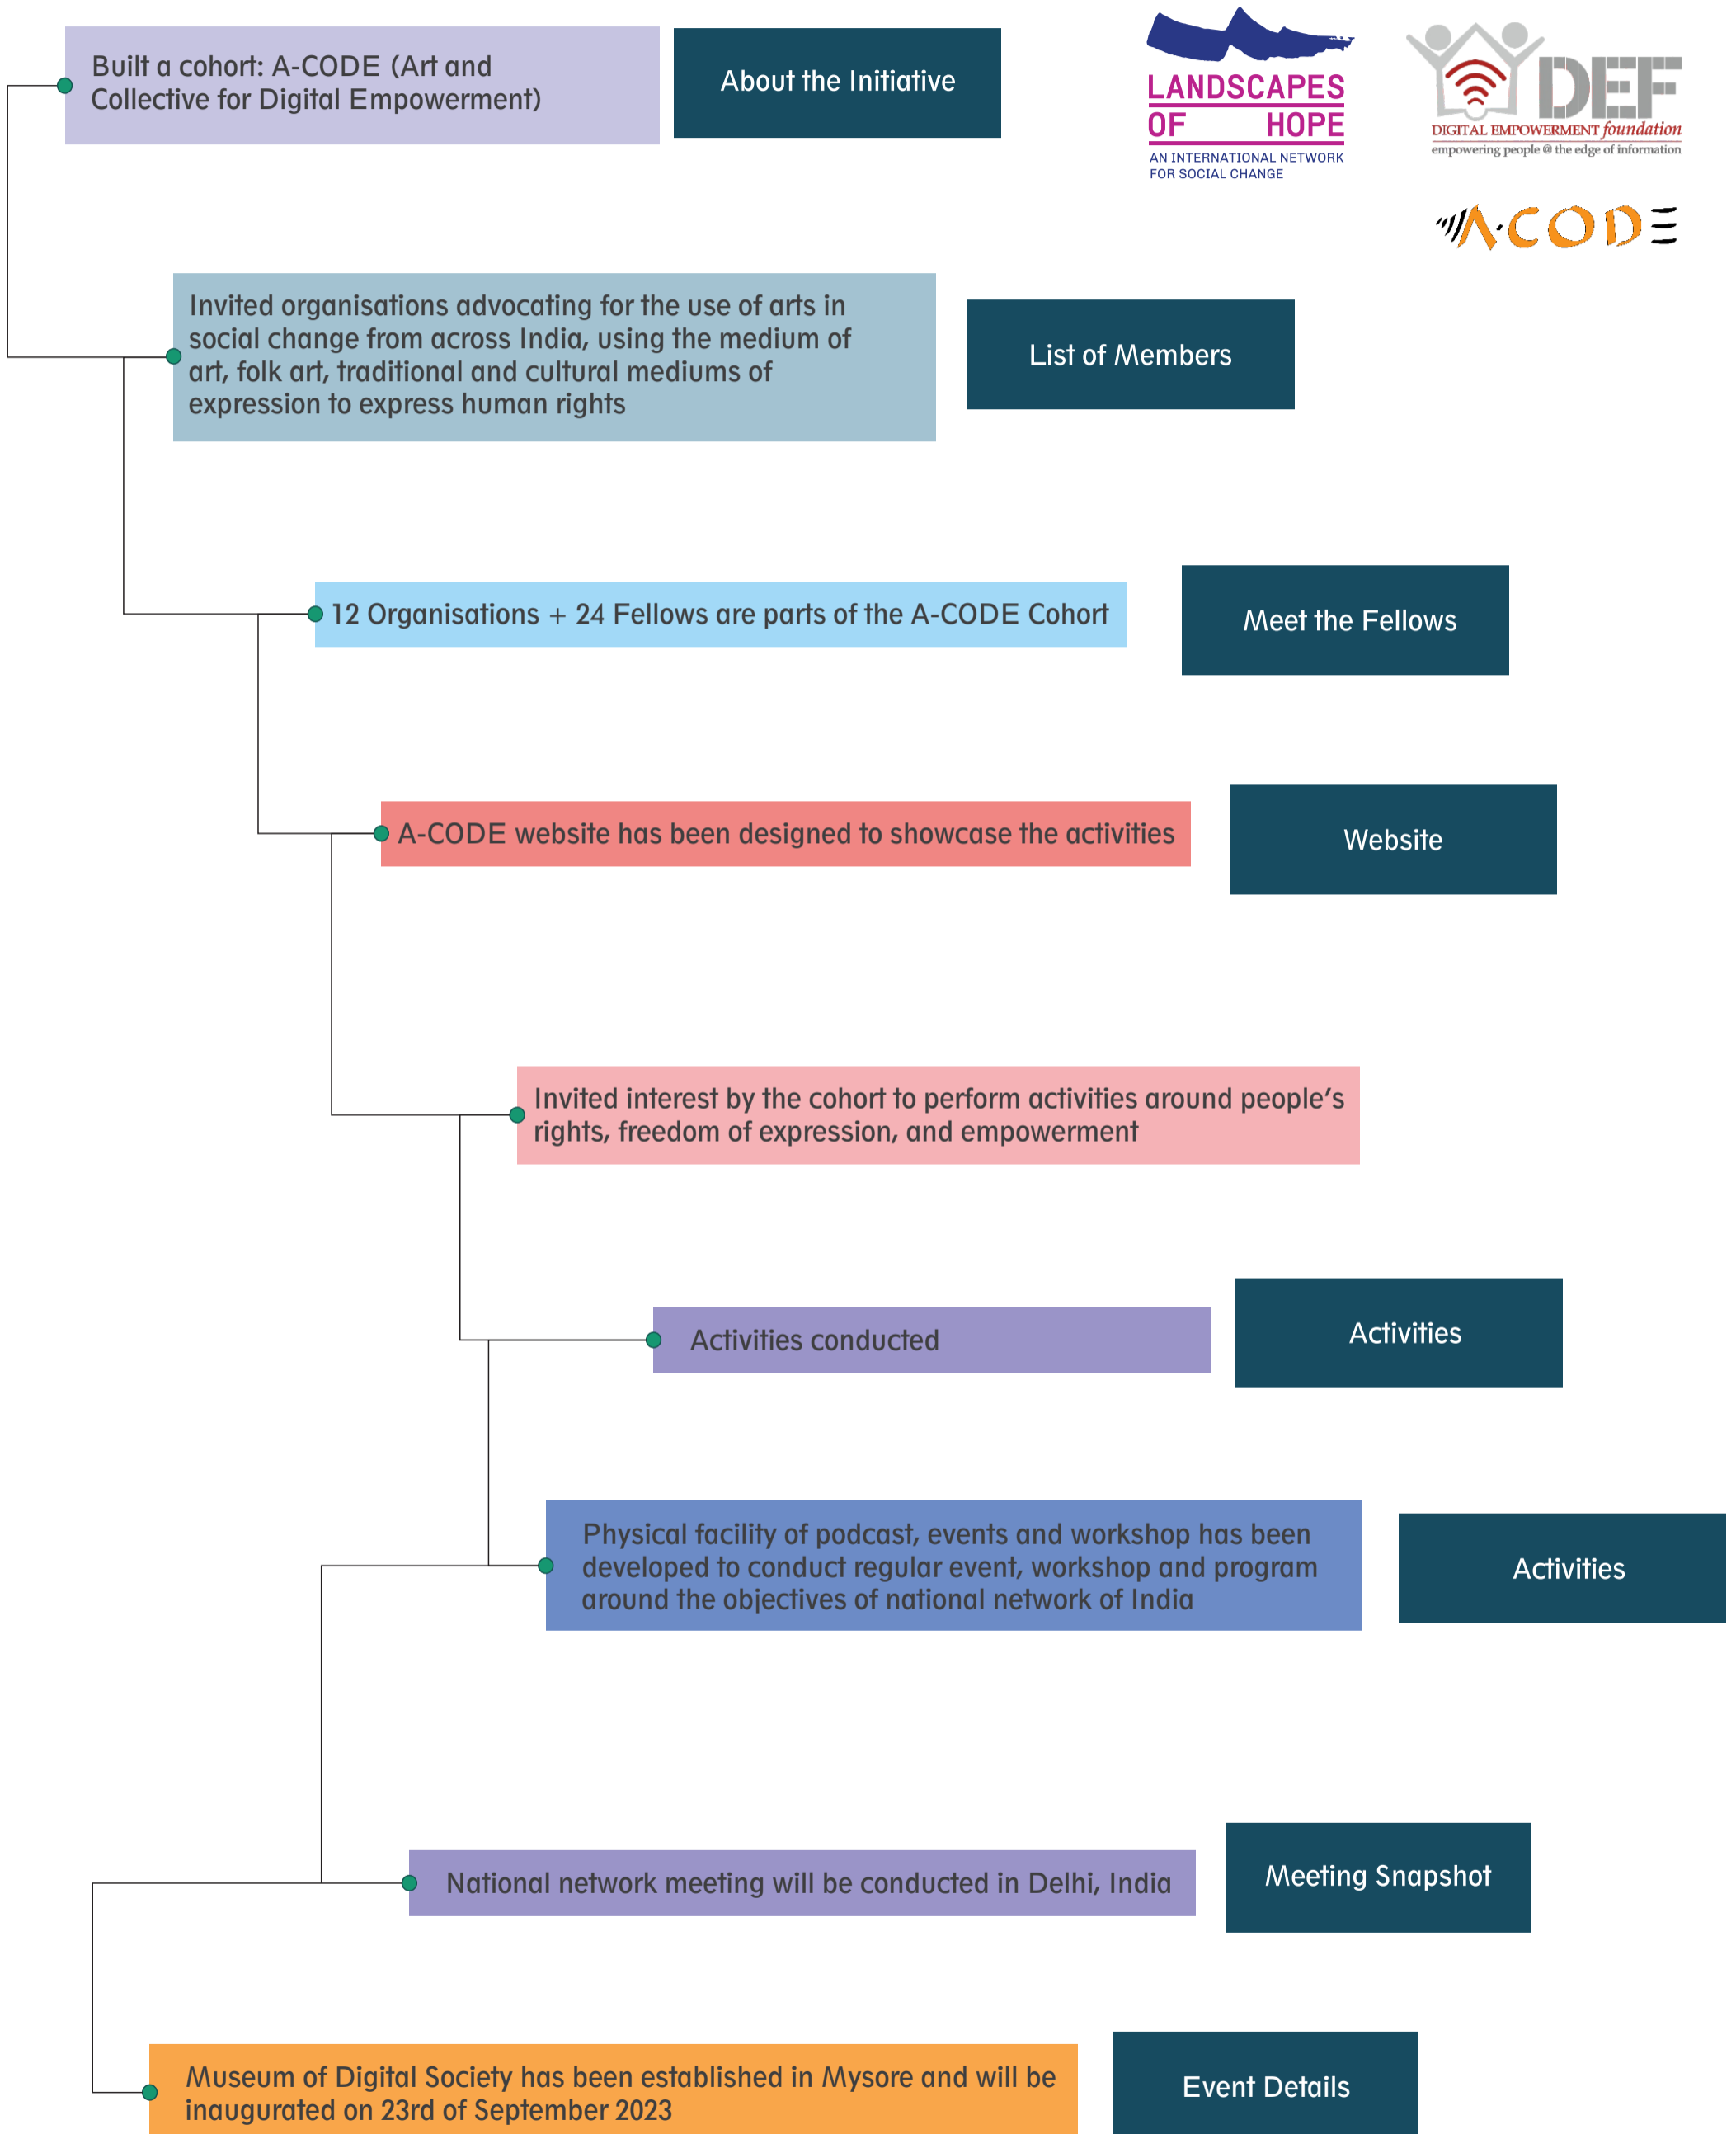 Built a cohort: A-CODE (Art and
Collective for Digital Empowerment)
About the Initiative
LANDSCAPES
OF HOPE
AN INTERNATIONAL NETWORK
FOR SOCIAL CHANGE
DEF
DIGITAL EMPOWERMENT foundation
empowering people @ the edge of information
A·CODE
Invited organisations advocating for the use of arts in
social change from across India, using the medium of
art, folk art, traditional and cultural mediums of
expression to express human rights
List of Members
12 Organisations + 24 Fellows are parts of the A-CODE Cohort
Meet the Fellows
A-CODE website has been designed to showcase the activities
Website
Invited interest by the cohort to perform activities around people’s
rights, freedom of expression, and empowerment
Activities conducted
Activities
Physical facility of podcast, events and workshop has been
developed to conduct regular event, workshop and program
around the objectives of national network of India
Activities
National network meeting will be conducted in Delhi, India
Meeting Snapshot
Museum of Digital Society has been established in Mysore and will be
inaugurated on 23rd of September 2023
Event Details